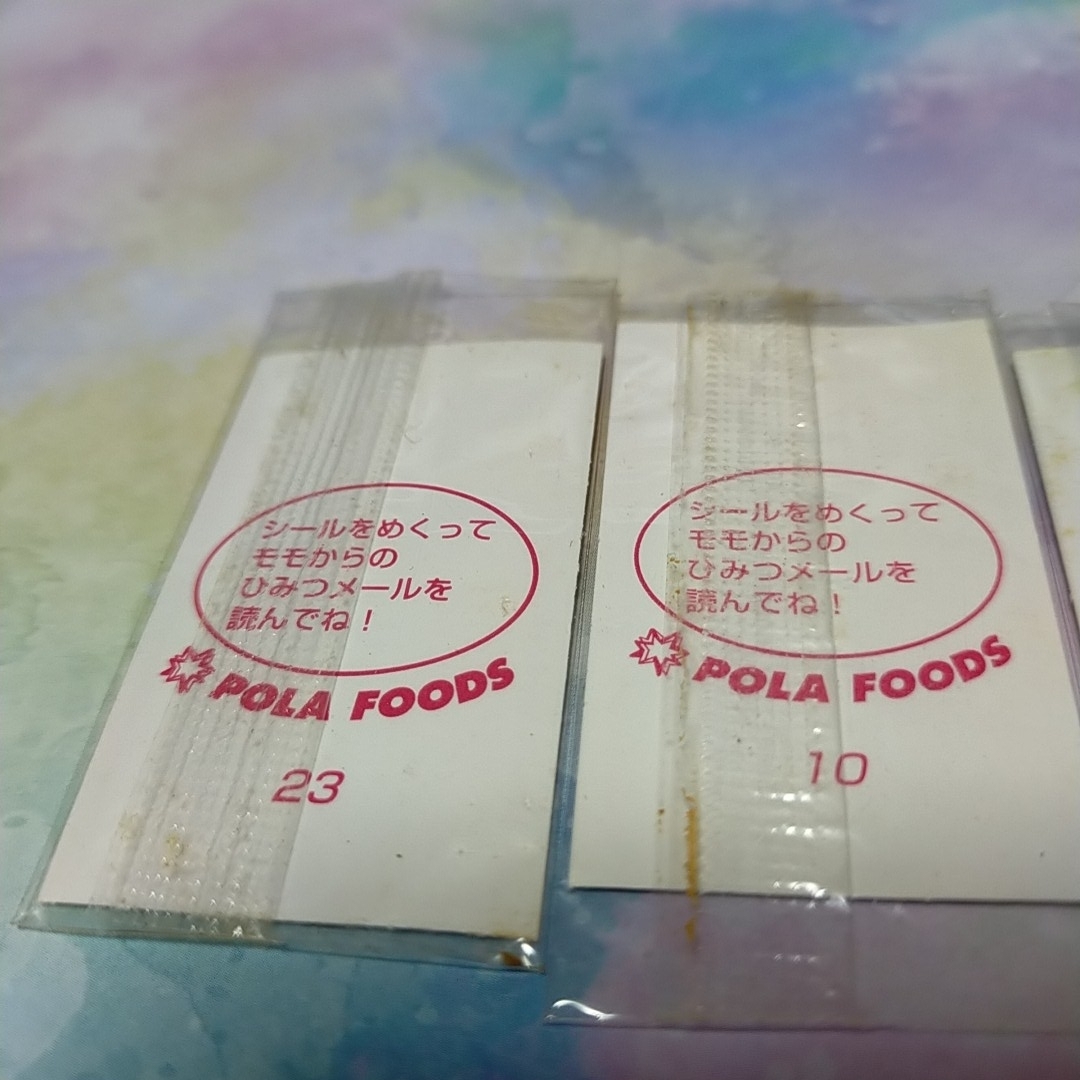 シールをめくって
モモからの
ひみつメールを
読んでね！
POLA FOODS
23
シールをめくって
モモからの
ひみつメールを
読んでね！
POLA FOODS
10